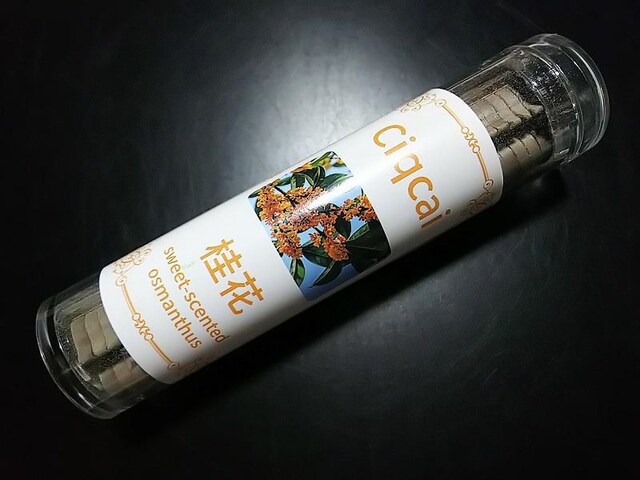 Ciqcai
桂花
sweet-scented
osmanthus